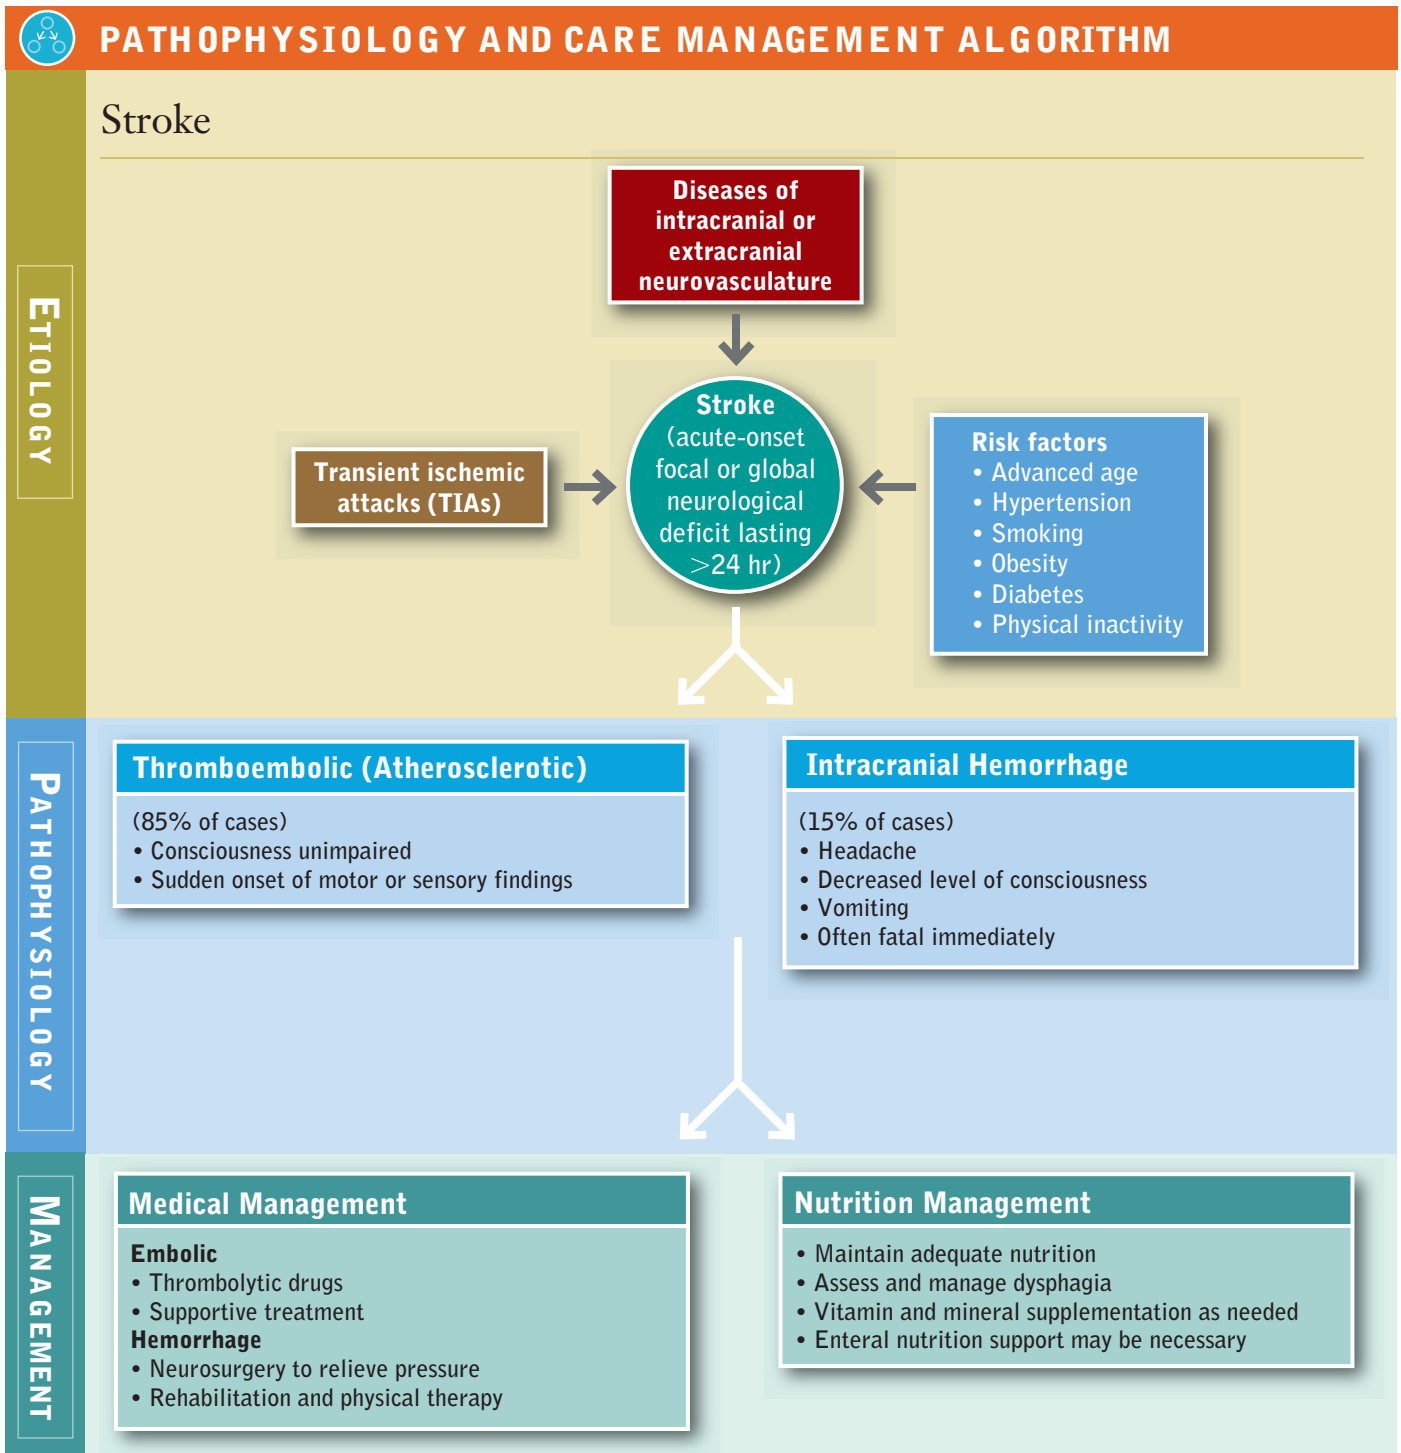 PATHOPHYSIOLOGY AND CARE MANAGEMENT ALGORITHM
Stroke
ETIOLOGY
Diseases of
intracranial or
extracranial
neurovasculature
Transient ischemic
attacks (TIAs)
Stroke
(acute-onset
focal or global
neurological
deficit lasting
>24 hr)
Risk factors
• Advanced age
• Hypertension
• Smoking
• Obesity
• Diabetes
• Physical inactivity
PATHOPHYSIOLOGY
Thromboembolic (Atherosclerotic)
(85% of cases)
• Consciousness unimpaired
• Sudden onset of motor or sensory findings
Intracranial Hemorrhage
(15% of cases)
• Headache
• Decreased level of consciousness
• Vomiting
• Often fatal immediately
MANAGEMENT
Medical Management
Embolic
• Thrombolytic drugs
• Supportive treatment
Hemorrhage
• Neurosurgery to relieve pressure
• Rehabilitation and physical therapy
Nutrition Management
• Maintain adequate nutrition
• Assess and manage dysphagia
• Vitamin and mineral supplementation as needed
• Enteral nutrition support may be necessary